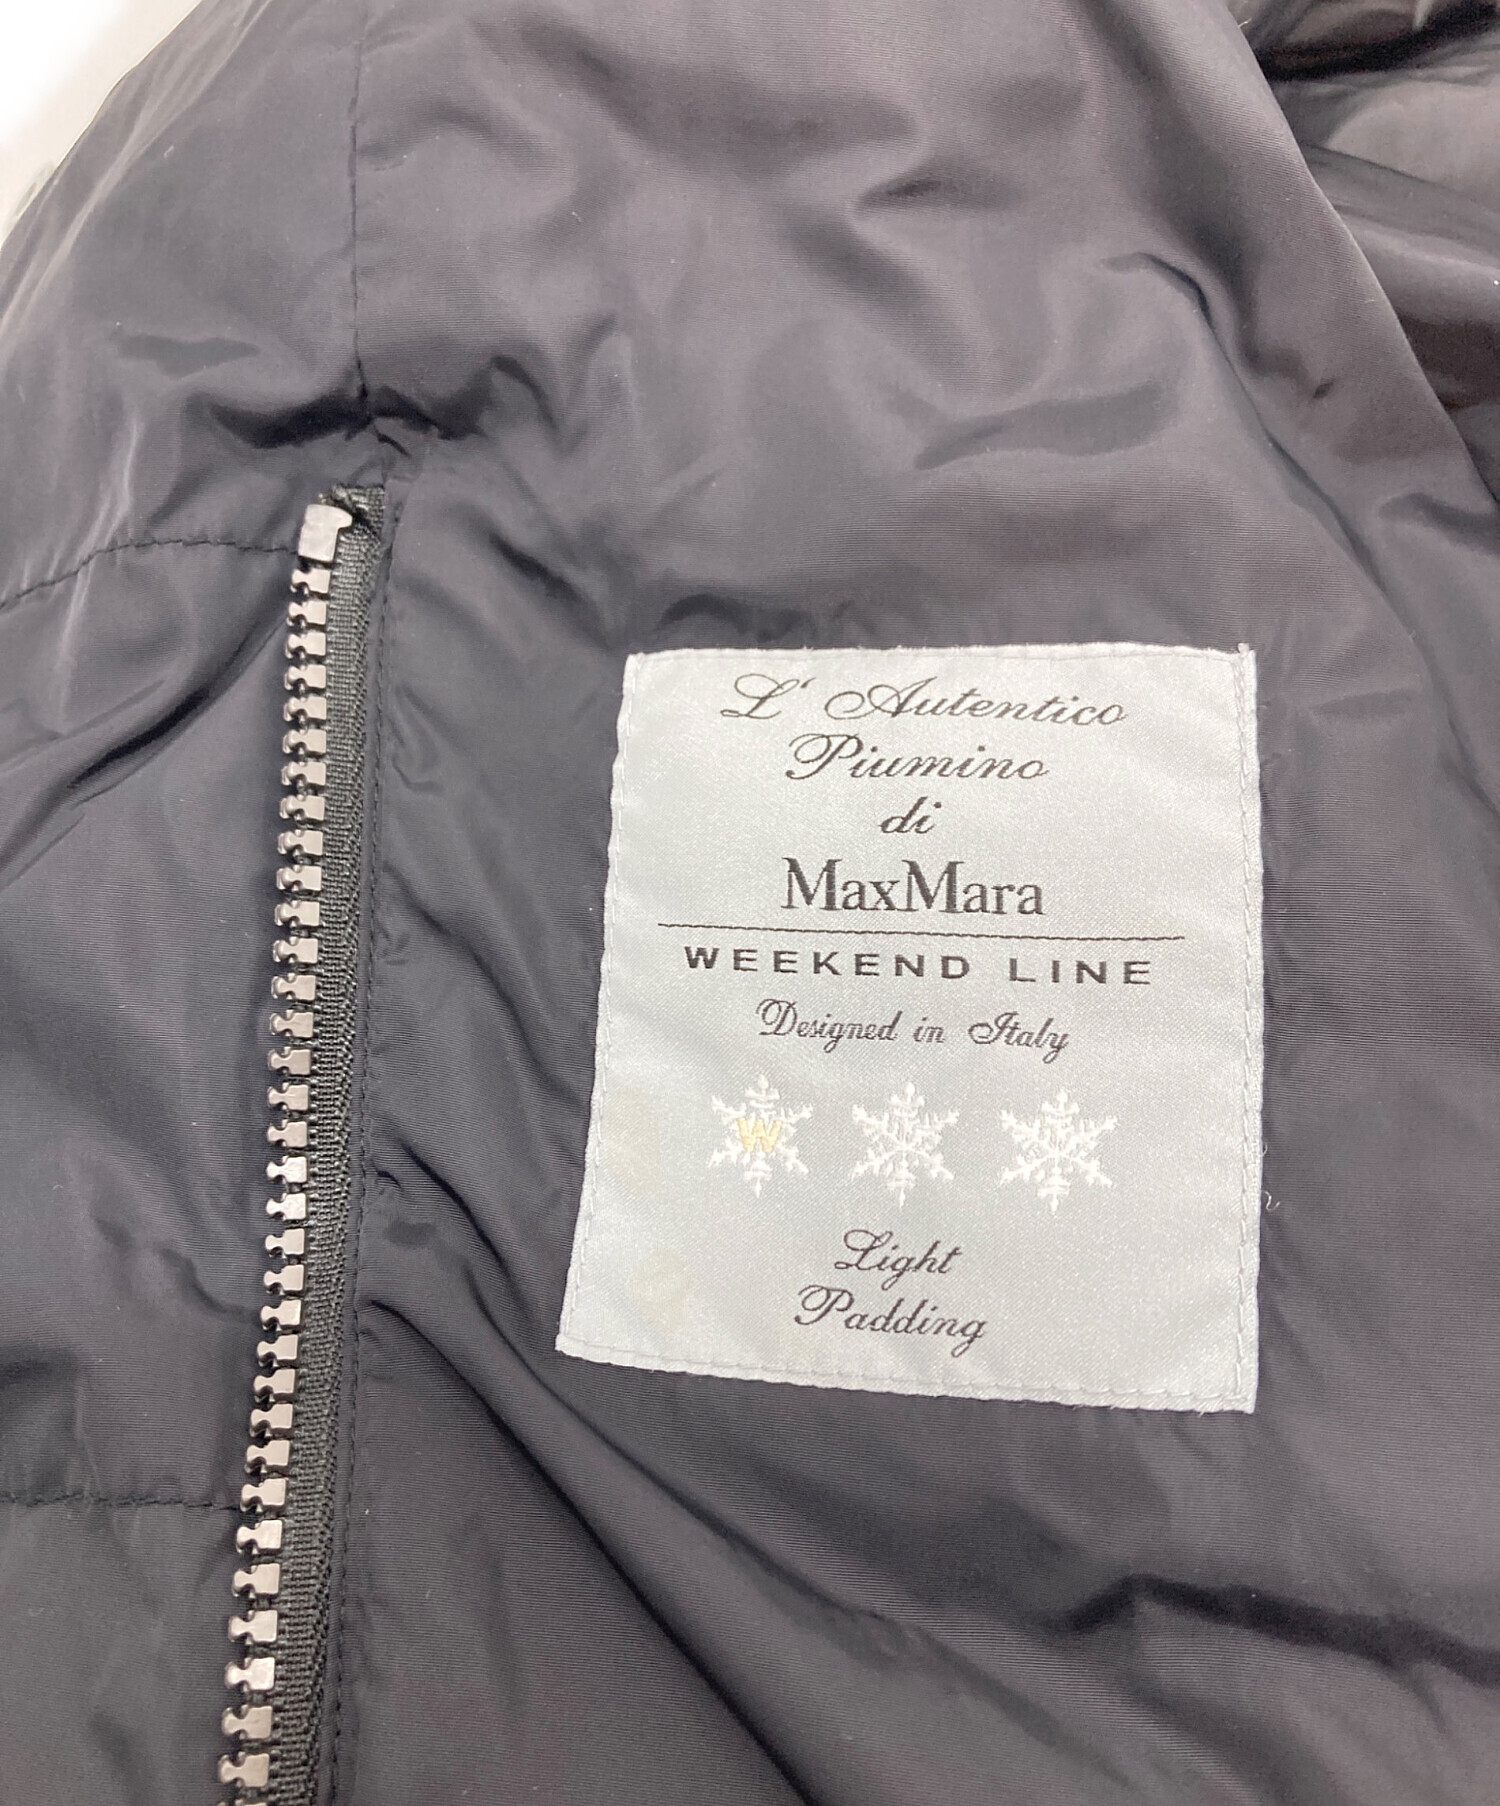 L' Autentico
Piumino
di
MaxMara
WEEKEND LINE
Designed in Italy
W
Light
Padding